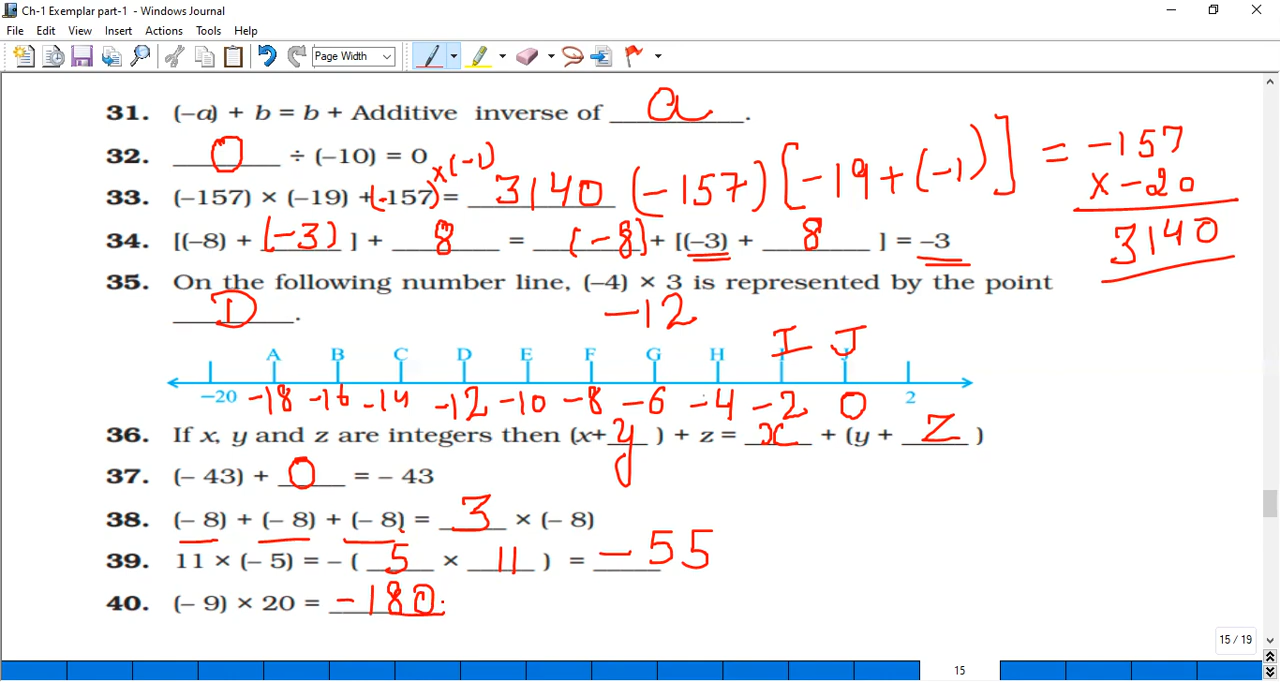 Ch-1 Exemplar part-1 - Windows Journal
File Edit View Insert Actions Tools Help
Page Width
31. (–a) + b = b + Additive inverse of a.
32. 0 ÷ (–10) = 0
33. (–157) × (–19) + (-157) × (-1) = 3140 (-157) [-19 + (-1)] = -157
× -20
3140
34. [(–8) + (-3) ] + 8 = (-8) + [(–3) + 8 ] = –3
35. On the following number line, (–4) × 3 is represented by the point
D. -12
A B C D E F G H I J
–20 -18 -16 -14 -12 -10 -8 -6 -4 -2 0 2
36. If x, y and z are integers then (x+ y ) + z = x + (y + z )
y
37. (– 43) + 0 = – 43
38. (– 8) + (– 8) + (– 8) = 3 × (– 8)
39. 11 × (– 5) = – ( 5 × 11 ) = -55
40. (– 9) × 20 = -180.
15 / 19
15